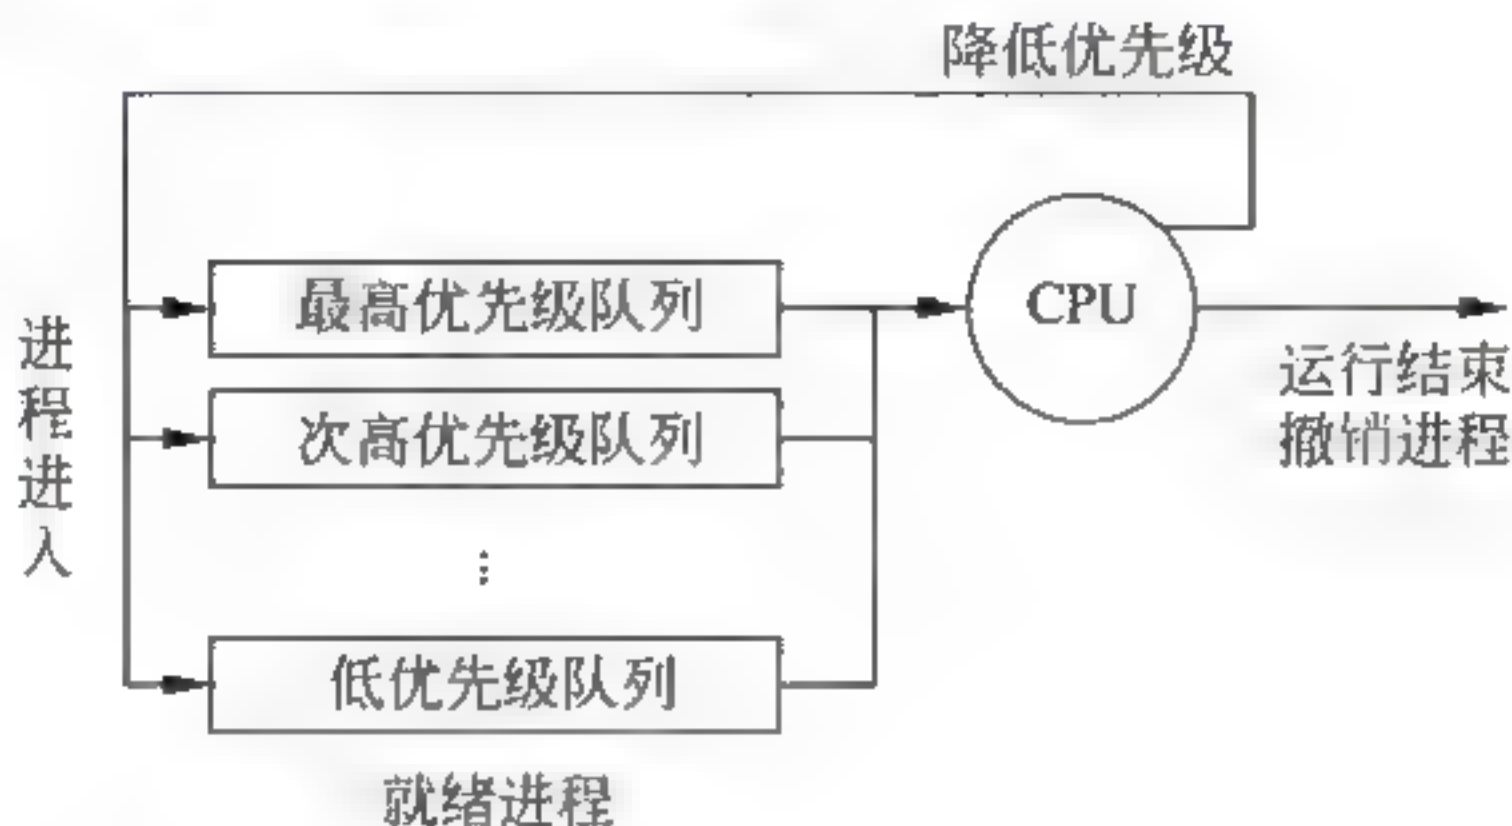 降低优先级
最高优先级队列
CPU
进程进入
运行结束
撤销进程
次高优先级队列
⋮
低优先级队列
就绪进程